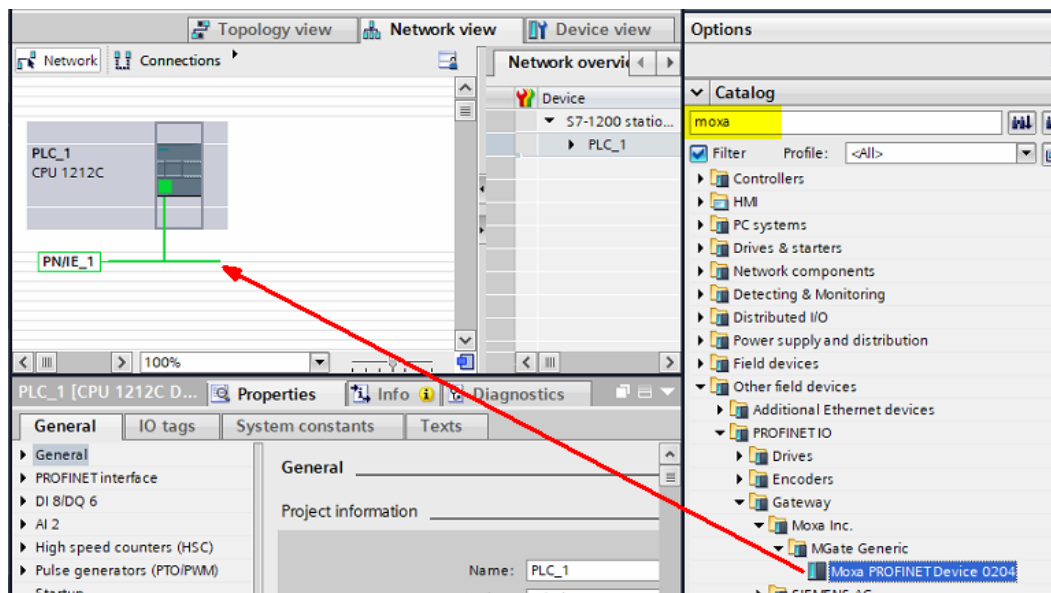 Topology view
Network view
Device view
Options
Network
Connections
Network overvi
Catalog
Device
moxa
S7-1200 statio...
PLC_1
Filter
Profile:
<All>
PLC_1
CPU 1212C
PN/IE_1
Controllers
HMI
PC systems
Drives & starters
Network components
Detecting & Monitoring
Distributed I/O
Power supply and distribution
Field devices
Other field devices
Additional Ethernet devices
PROFINET IO
Drives
Encoders
Gateway
Moxa Inc.
MGate Generic
Moxa PROFINET Device 0204
SIEMENS AG
100%
PLC_1 [CPU 1212C D...
Properties
Info
Diagnostics
General
IO tags
System constants
Texts
General
PROFINET interface
DI 8/DQ 6
AI 2
High speed counters (HSC)
Pulse generators (PTO/PWM)
Startup
General
Project information
Name:
PLC_1